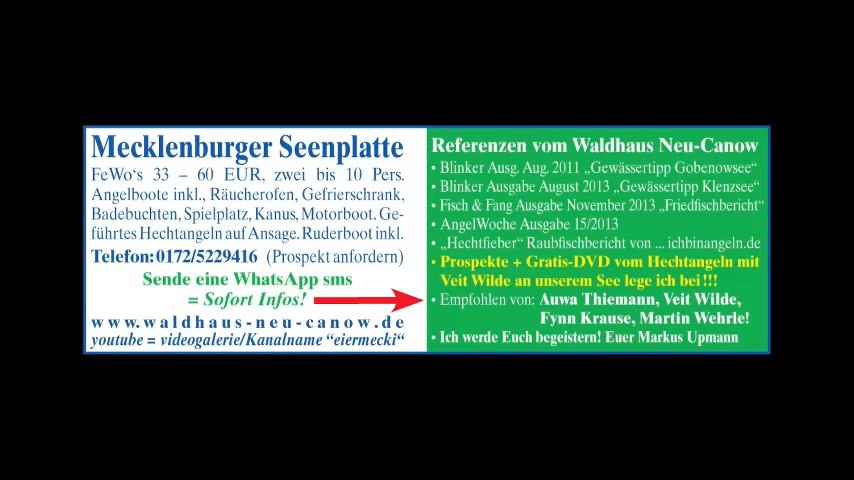 Mecklenburger Seenplatte
FeWo‘s 33 – 60 EUR, zwei bis 10 Pers.
Angelboote inkl., Räucherofen, Gefrierschrank,
Badebuchten, Spielplatz, Kanus, Motorboot. Ge-
führtes Hechtangeln auf Ansage. Ruderboot inkl.
Telefon: 0172/5229416 (Prospekt anfordern)
Sende eine WhatsApp sms
= Sofort Infos!
www.waldhaus-neu-canow.de
youtube = videogalerie/Kanalname “eiermecki“
Referenzen vom Waldhaus Neu-Canow
• Blinker Ausg. Aug. 2011 „Gewässertipp Gobenowsee“
• Blinker Ausgabe August 2013 „Gewässertipp Klenzsee“
• Fisch & Fang Ausgabe November 2013 „Friedfischbericht“
• AngelWoche Ausgabe 15/2013
• „Hechtfieber“ Raubfischbericht von ... ichbinangeln.de
• Prospekte + Gratis-DVD vom Hechtangeln mit
Veit Wilde an unserem See lege ich bei !!!
• Empfohlen von: Auwa Thiemann, Veit Wilde,
Fynn Krause, Martin Wehrle!
• Ich werde Euch begeistern! Euer Markus Upmann